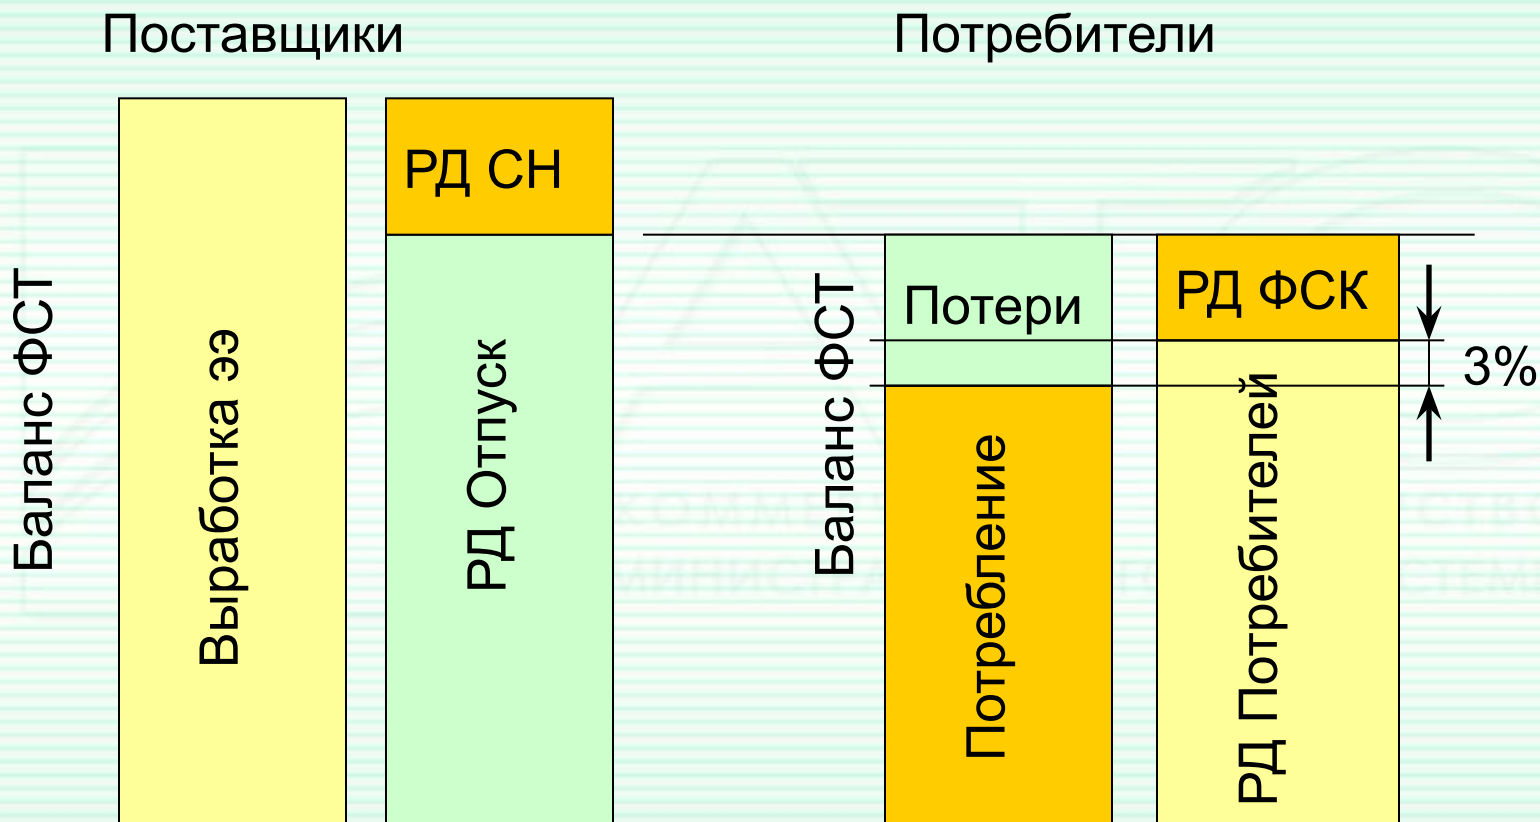 Поставщики
Потребители
Баланс ФСТ
Выработка ээ
РД СН
РД Отпуск
Баланс ФСТ
Потери
Потребление
РД ФСК
РД Потребителей
3%